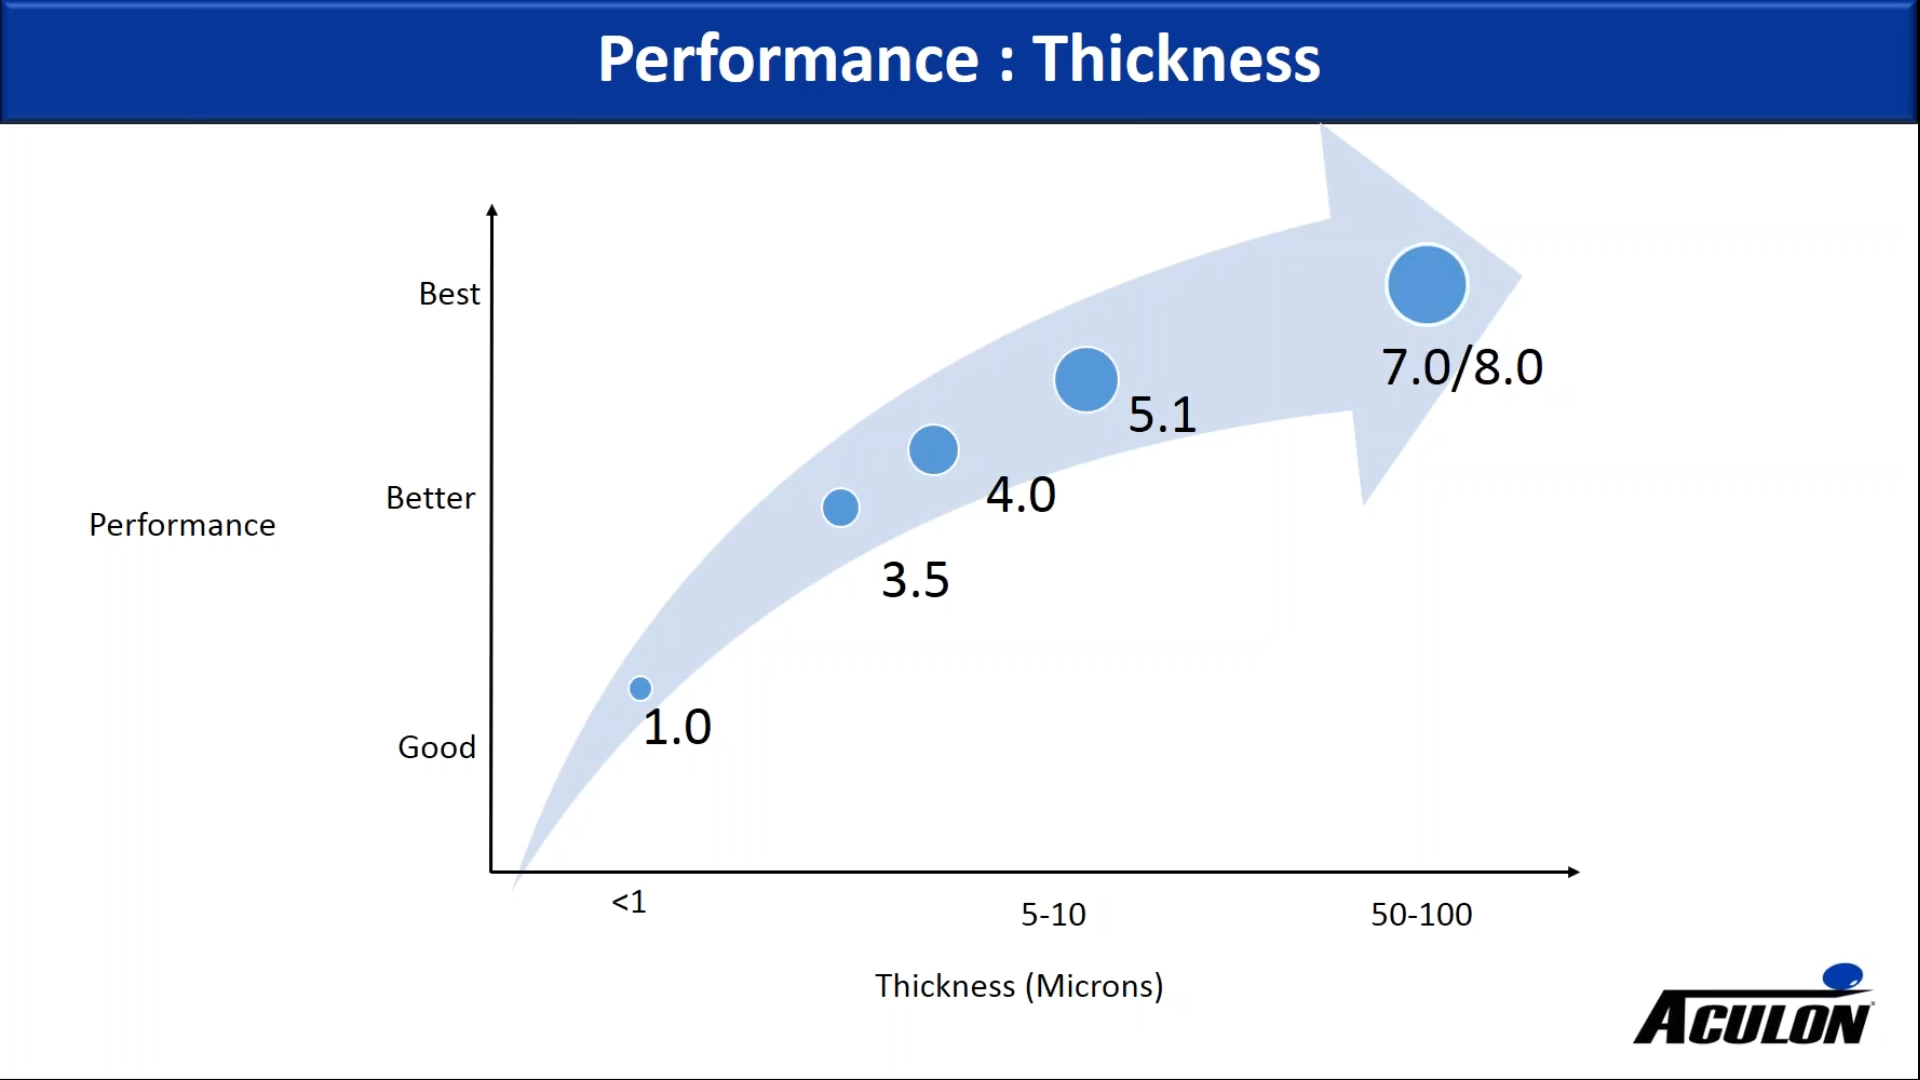 Performance : Thickness
Best
7.0/8.0
5.1
Better
4.0
Performance
3.5
1.0
Good
<1
5-10
50-100
Thickness (Microns)
ACULON